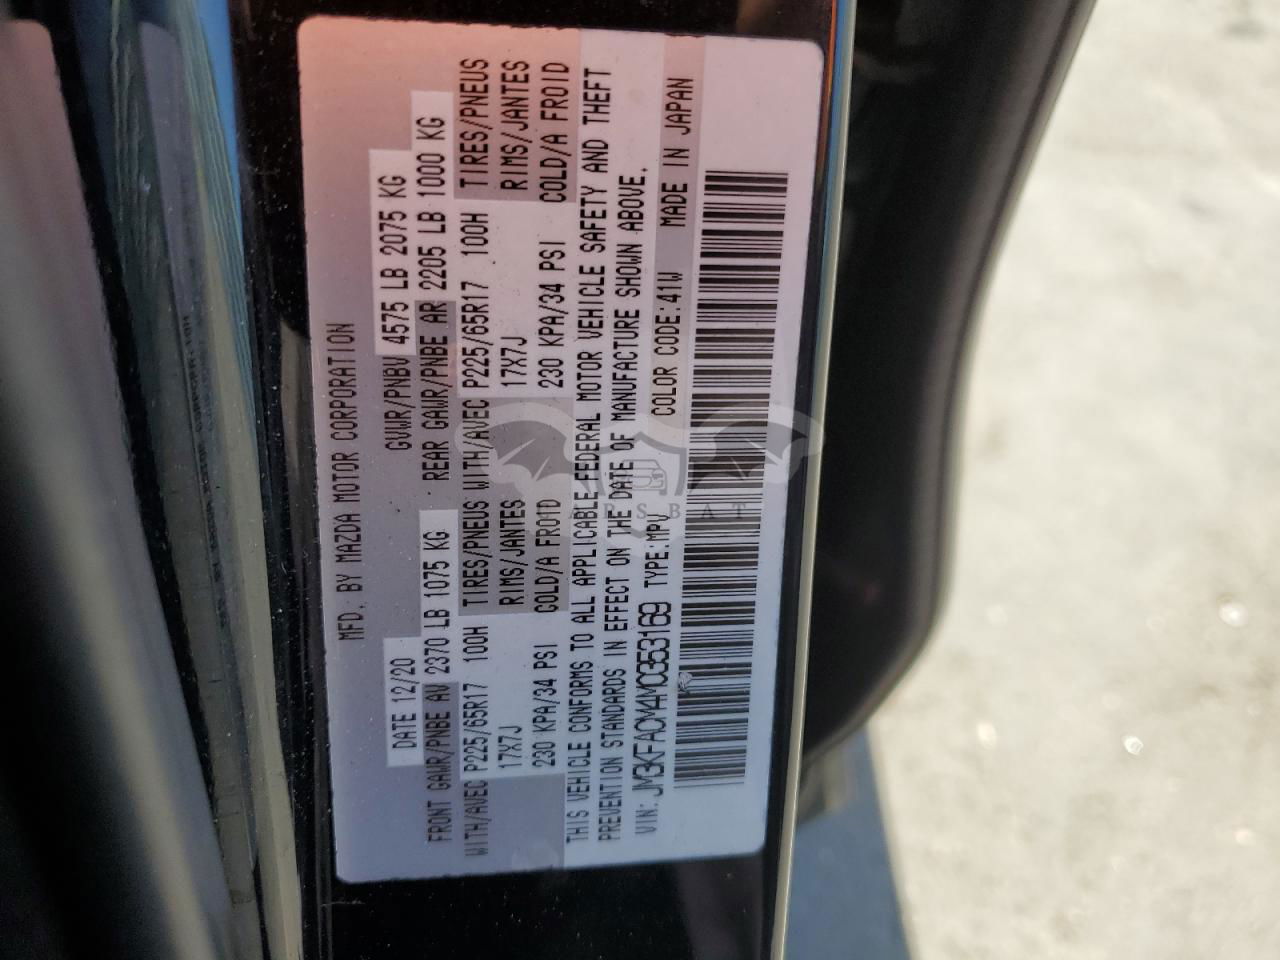 MFD. BY MAZDA MOTOR CORPORATION
DATE 12/20 GVWR/PNBV 4575 LB 2075 KG
FRONT GAWR/PNBE AV 2370 LB 1075 KG REAR GAWR/PNBE AR 2205 LB 1000 KG
WITH/AVEC P225/65R17 100H TIRES/PNEUS WITH/AVEC P225/65R17 100H TIRES/PNEUS
17X7J RIMS/JANTES 17X7J RIMS/JANTES
230 KPA/34 PSI COLD/A FROID 230 KPA/34 PSI COLD/A FROID
THIS VEHICLE CONFORMS TO ALL APPLICABLE FEDERAL MOTOR VEHICLE SAFETY AND THEFT
PREVENTION STANDARDS IN EFFECT ON THE DATE OF MANUFACTURE SHOWN ABOVE.
VIN: JM3KFACM4M0353169 TYPE:MPV COLOR CODE:41W MADE IN JAPAN
CARSBAT